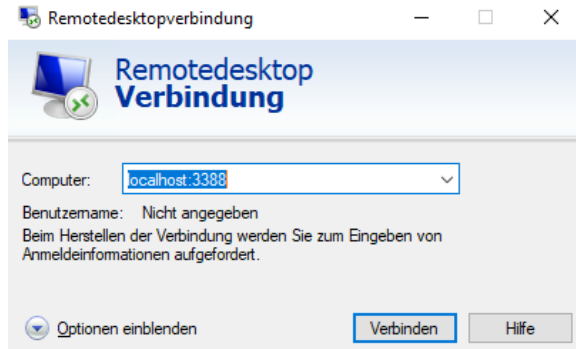 Remotedesktopverbindung
Remotedesktop
Verbindung
Computer: localhost:3388
Benutzername: Nicht angegeben
Beim Herstellen der Verbindung werden Sie zum Eingeben von
Anmeldeinformationen aufgefordert.
Optionen einblenden Verbinden Hilfe